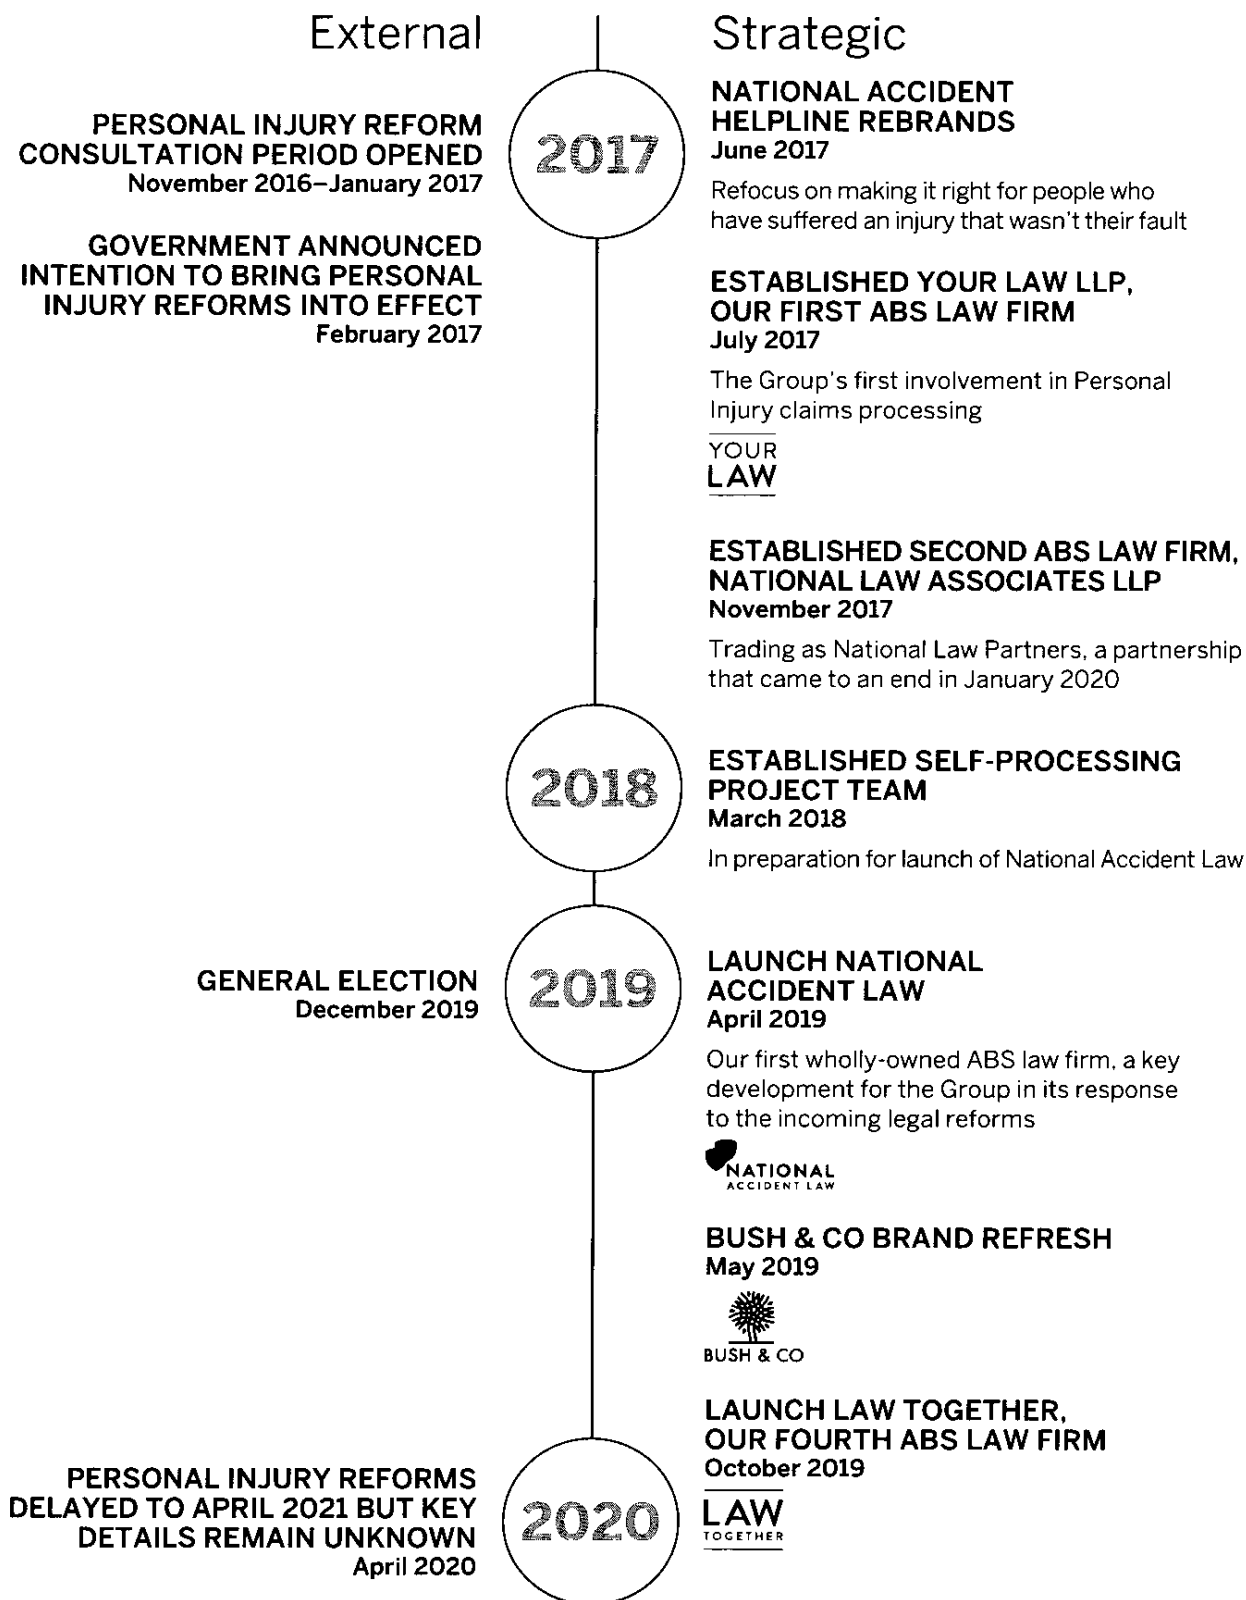 External
Strategic
2017
PERSONAL INJURY REFORM
CONSULTATION PERIOD OPENED
November 2016–January 2017
GOVERNMENT ANNOUNCED
INTENTION TO BRING PERSONAL
INJURY REFORMS INTO EFFECT
February 2017
NATIONAL ACCIDENT
HELPLINE REBRANDS
June 2017
Refocus on making it right for people who
have suffered an injury that wasn't their fault
ESTABLISHED YOUR LAW LLP,
OUR FIRST ABS LAW FIRM
July 2017
The Group's first involvement in Personal
Injury claims processing
YOUR
LAW
ESTABLISHED SECOND ABS LAW FIRM,
NATIONAL LAW ASSOCIATES LLP
November 2017
Trading as National Law Partners, a partnership
that came to an end in January 2020
2018
ESTABLISHED SELF-PROCESSING
PROJECT TEAM
March 2018
In preparation for launch of National Accident Law
2019
GENERAL ELECTION
December 2019
LAUNCH NATIONAL
ACCIDENT LAW
April 2019
Our first wholly-owned ABS law firm, a key
development for the Group in its response
to the incoming legal reforms
NATIONAL
ACCIDENT LAW
BUSH & CO BRAND REFRESH
May 2019
BUSH & CO
LAUNCH LAW TOGETHER,
OUR FOURTH ABS LAW FIRM
October 2019
LAW
TOGETHER
2020
PERSONAL INJURY REFORMS
DELAYED TO APRIL 2021 BUT KEY
DETAILS REMAIN UNKNOWN
April 2020